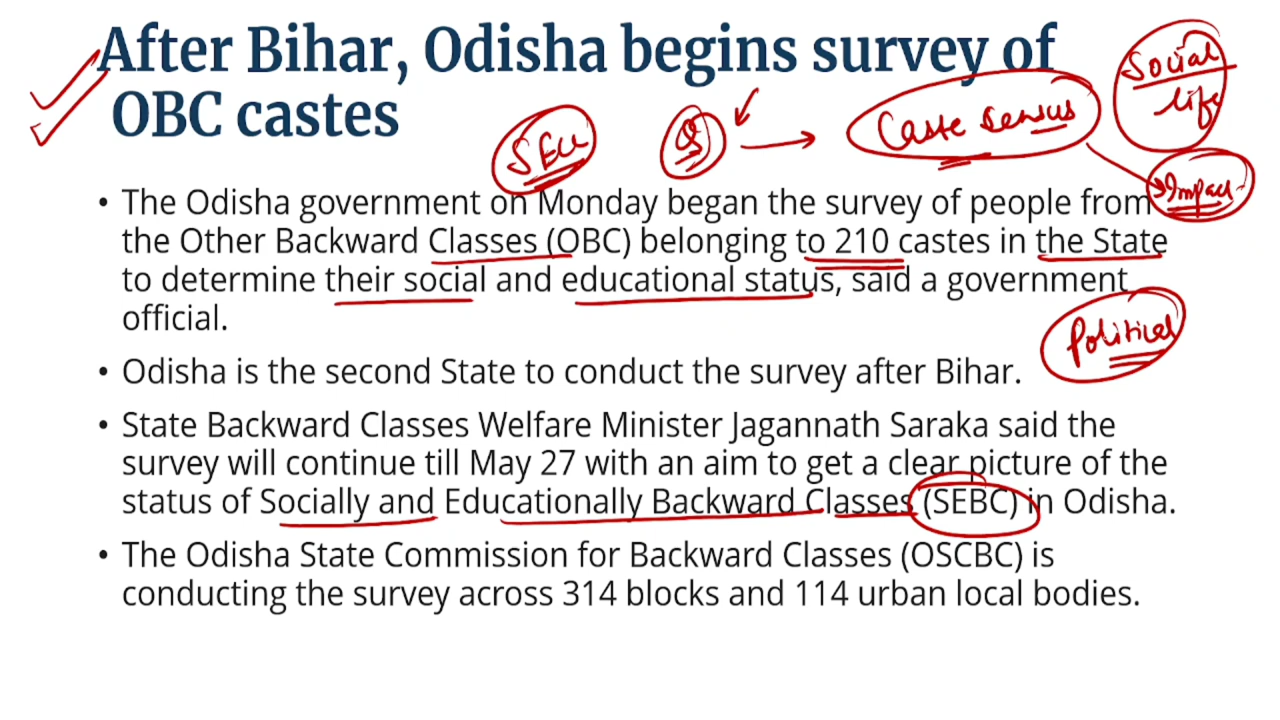 After Bihar, Odisha begins survey of
OBC castes
Social
life
Caste census
Impact
• The Odisha government on Monday began the survey of people from
the Other Backward Classes (OBC) belonging to 210 castes in the State
to determine their social and educational status, said a government
official.
Political
• Odisha is the second State to conduct the survey after Bihar.
• State Backward Classes Welfare Minister Jagannath Saraka said the
survey will continue till May 27 with an aim to get a clear picture of the
status of Socially and Educationally Backward Classes (SEBC) in Odisha.
• The Odisha State Commission for Backward Classes (OSCBC) is
conducting the survey across 314 blocks and 114 urban local bodies.